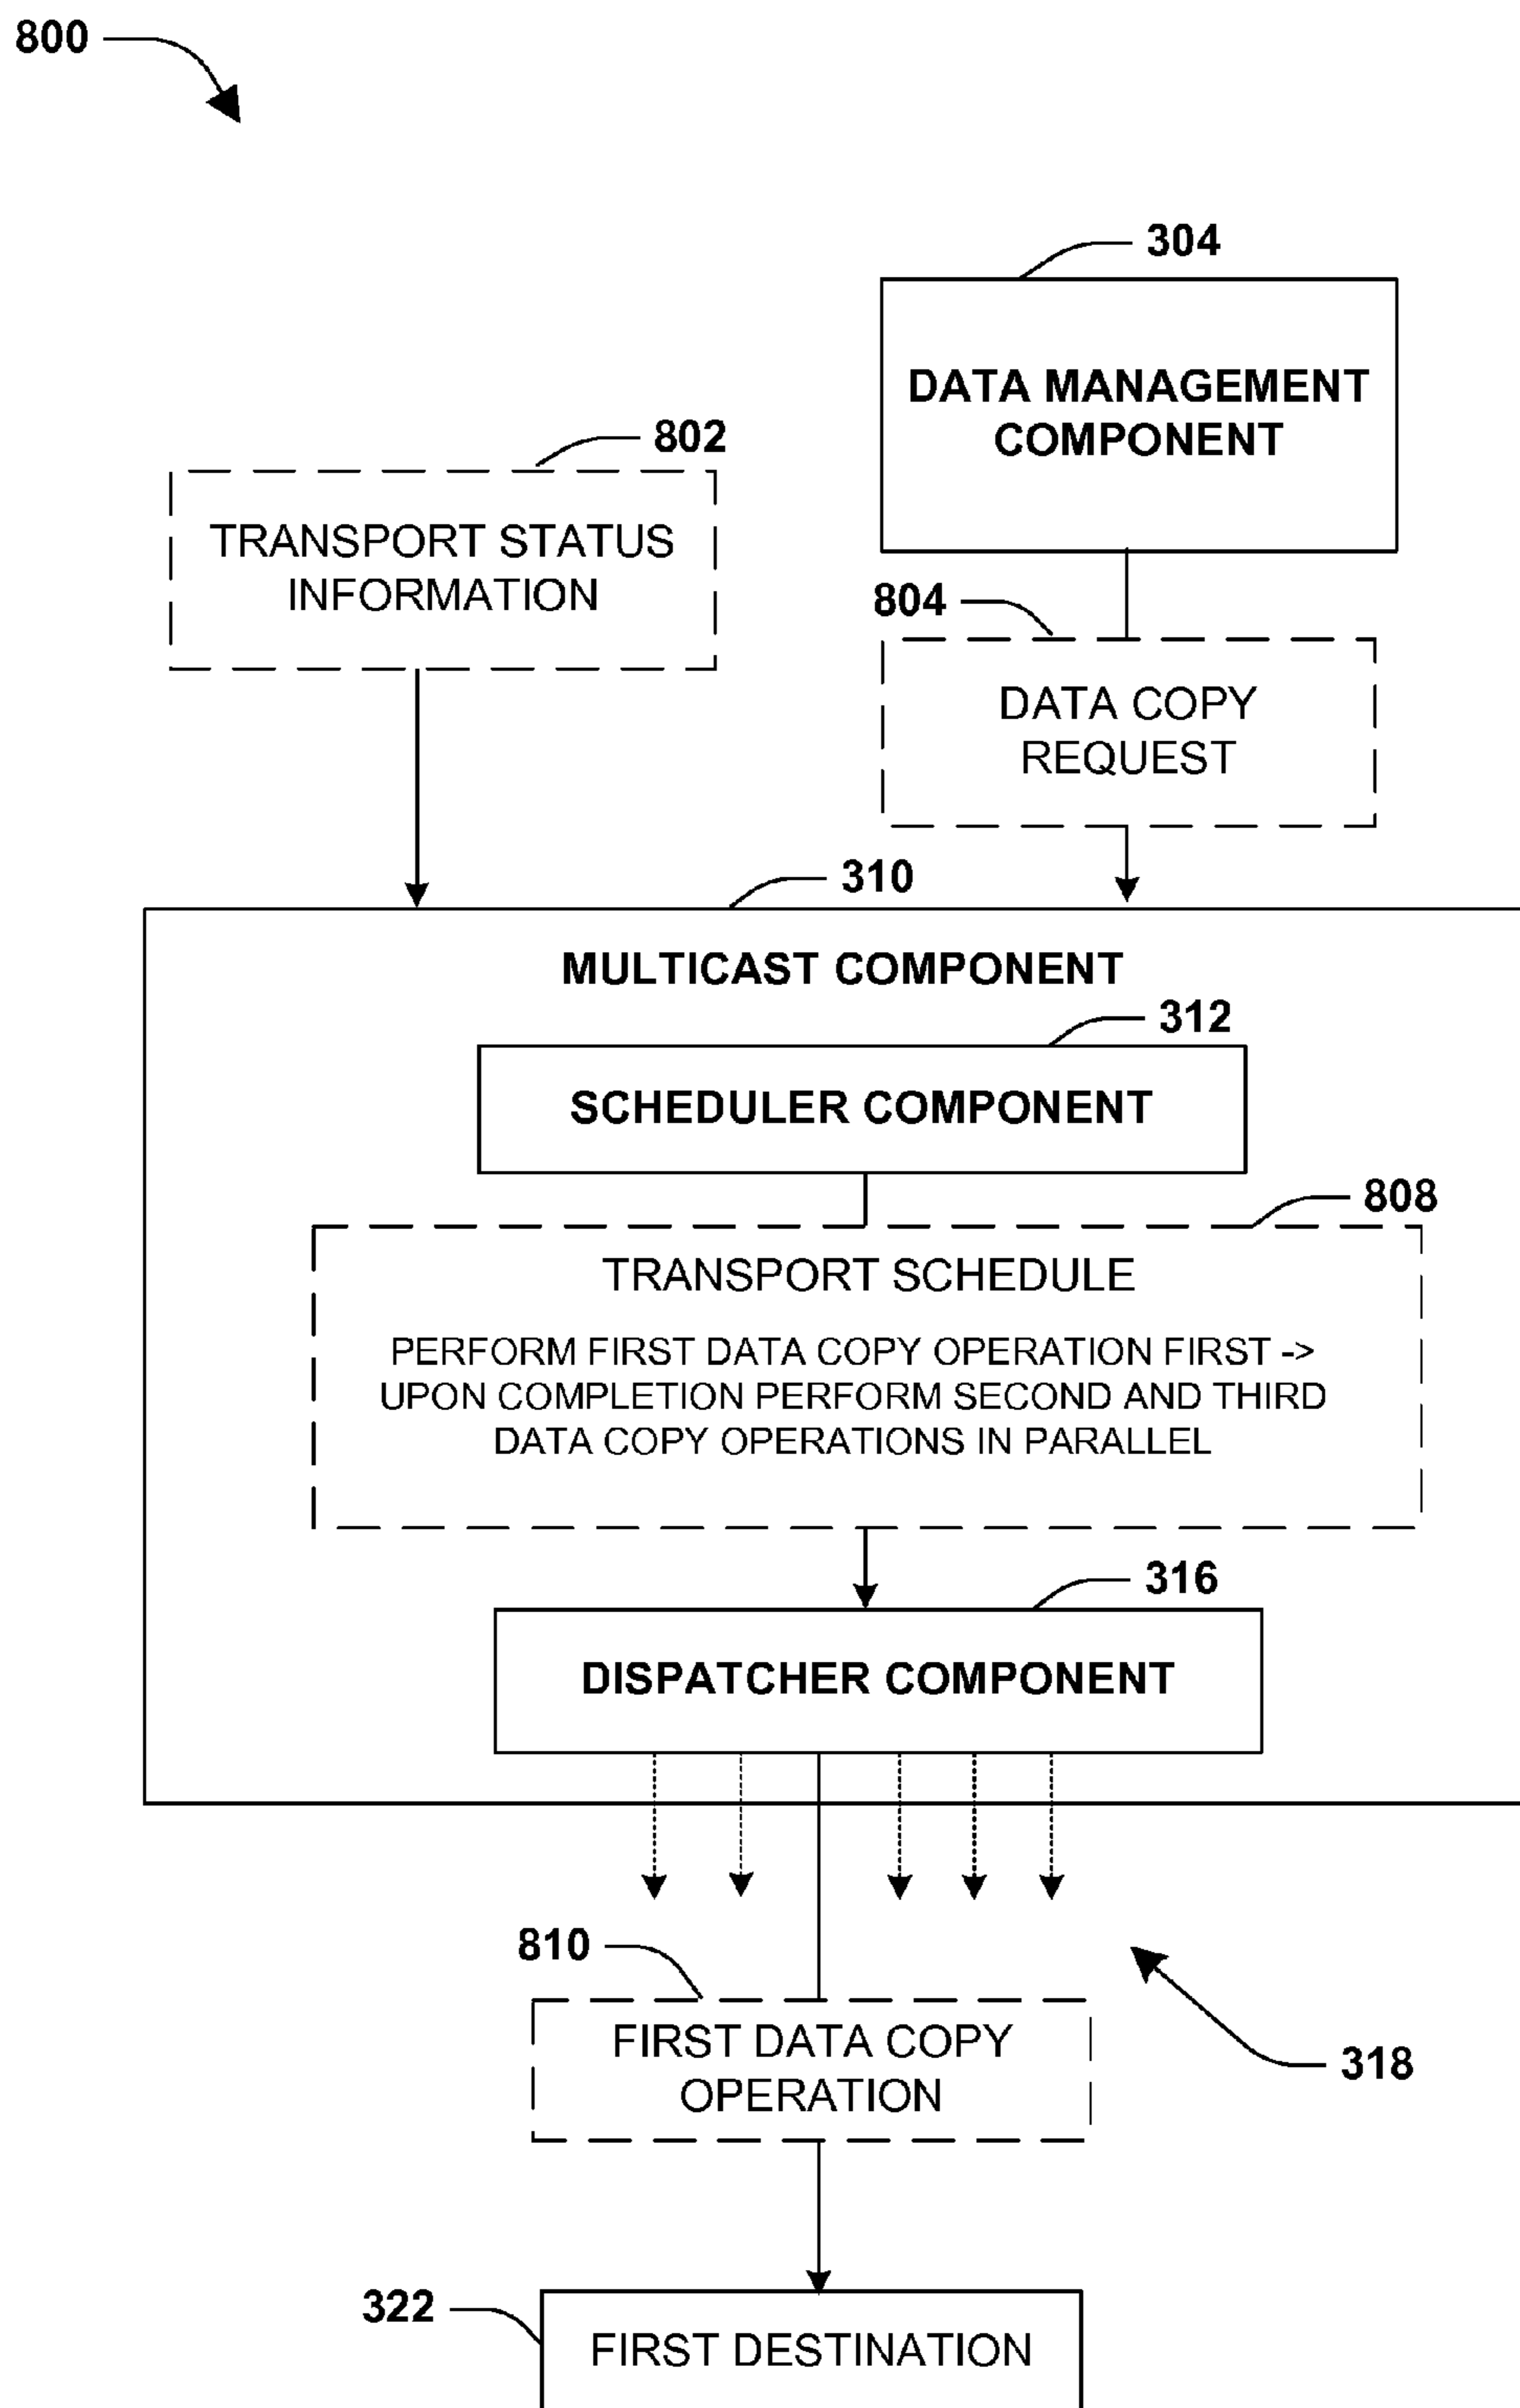 800
304
DATA MANAGEMENT
COMPONENT
802
TRANSPORT STATUS
INFORMATION
804
DATA COPY
REQUEST
310
MULTICAST COMPONENT
312
SCHEDULER COMPONENT
808
TRANSPORT SCHEDULE
PERFORM FIRST DATA COPY OPERATION FIRST ->
UPON COMPLETION PERFORM SECOND AND THIRD
DATA COPY OPERATIONS IN PARALLEL
316
DISPATCHER COMPONENT
810
FIRST DATA COPY
OPERATION
318
322
FIRST DESTINATION